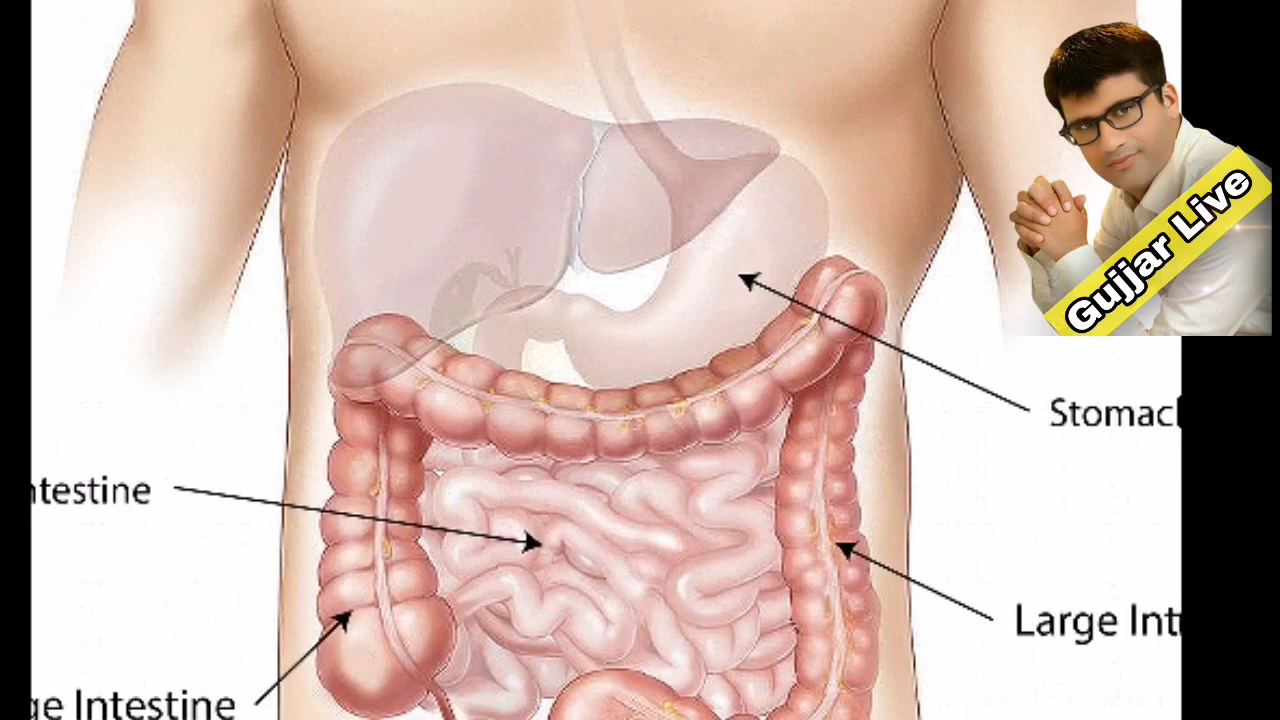 Gujjar Live
Stomac
ntestine
Large Int
ge Intestine